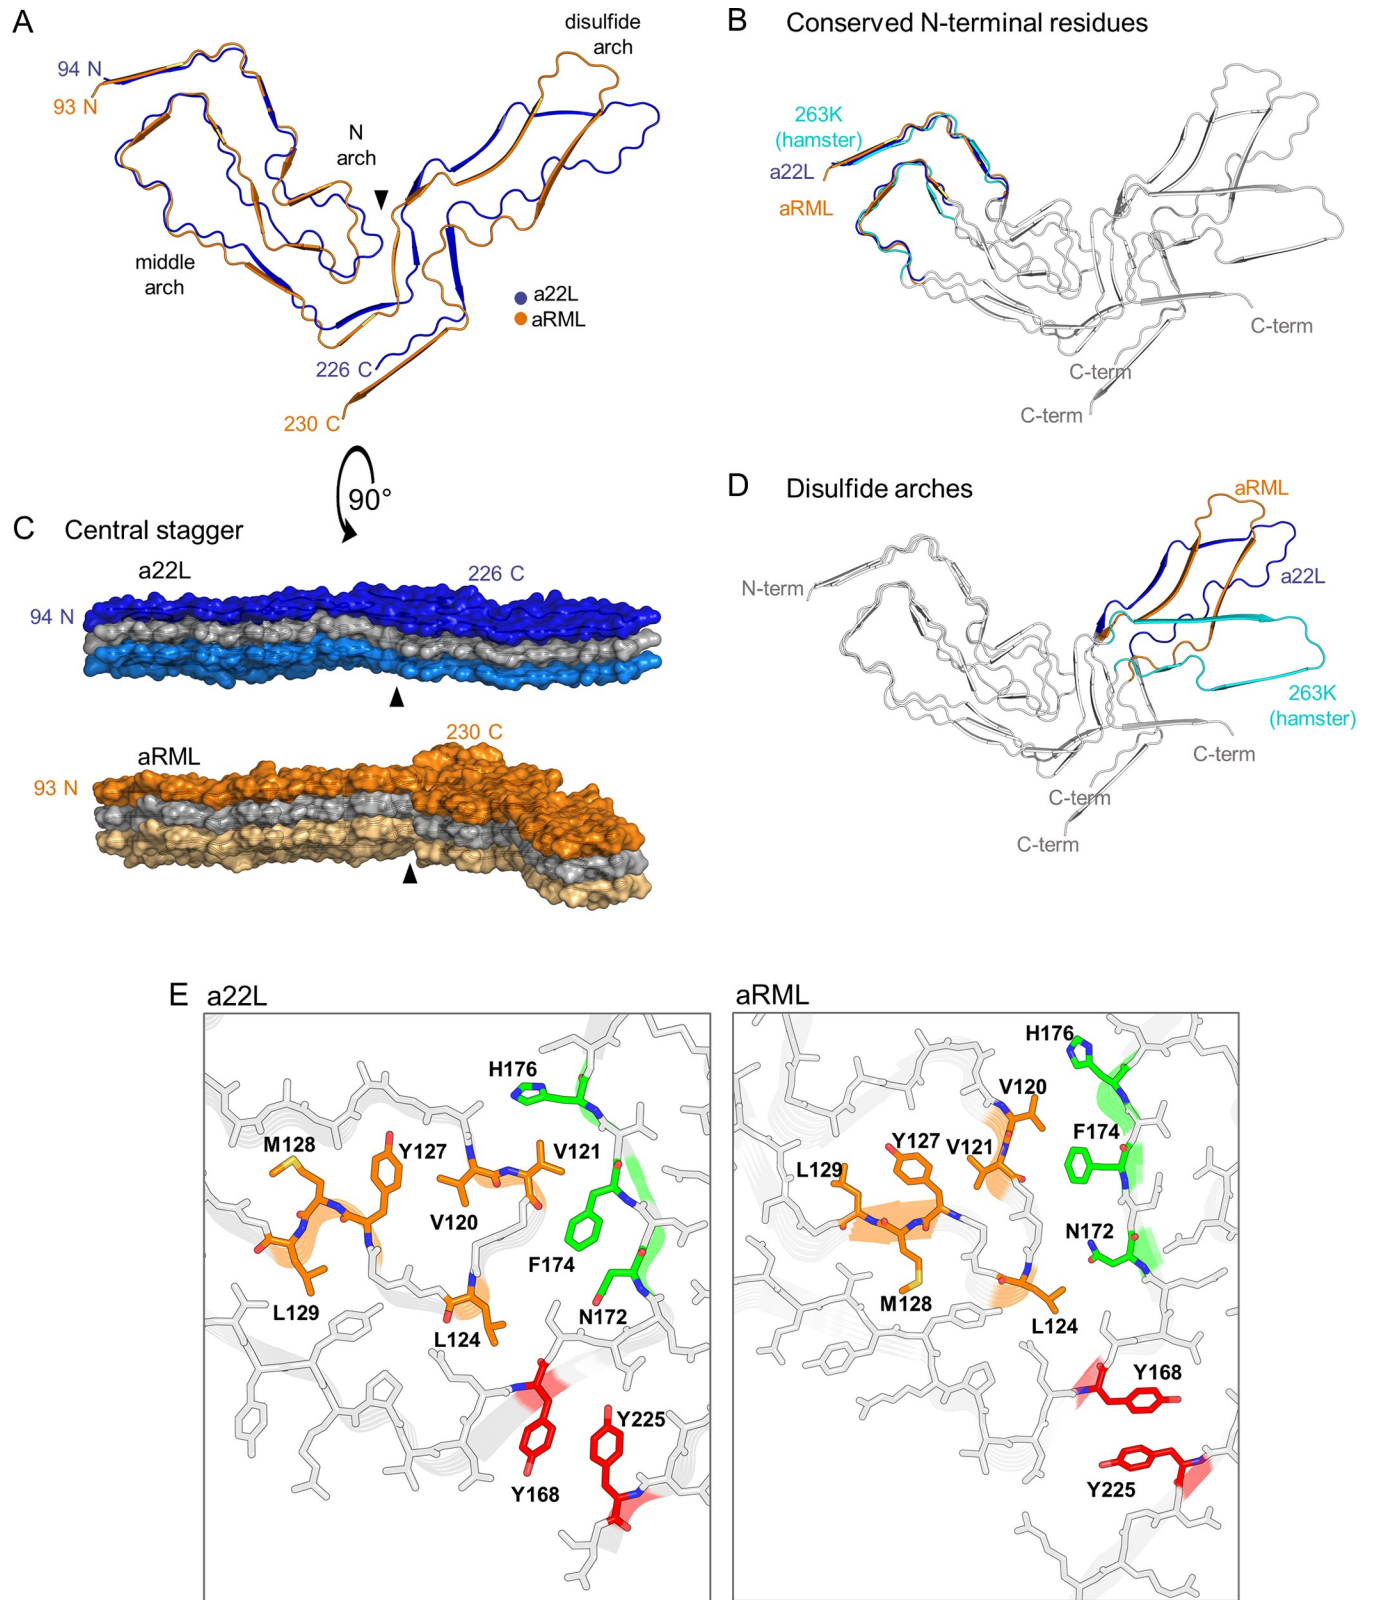 A
disulfide
arch
94 N
93 N
N
arch
middle
arch
a22L
aRML
226 C
230 C
90°
B Conserved N-terminal residues
263K
(hamster)
a22L
aRML
C-term
C-term
C-term
C Central stagger
a22L
226 C
94 N
230 C
aRML
93 N
D Disulfide arches
aRML
N-term
a22L
263K
(hamster)
C-term
C-term
C-term
E a22L
H176
M128
Y127
V121
V120
F174
L129
L124
N172
Y225
Y168
aRML
H176
V120
F174
Y127
V121
L129
N172
M128
L124
Y168
Y225